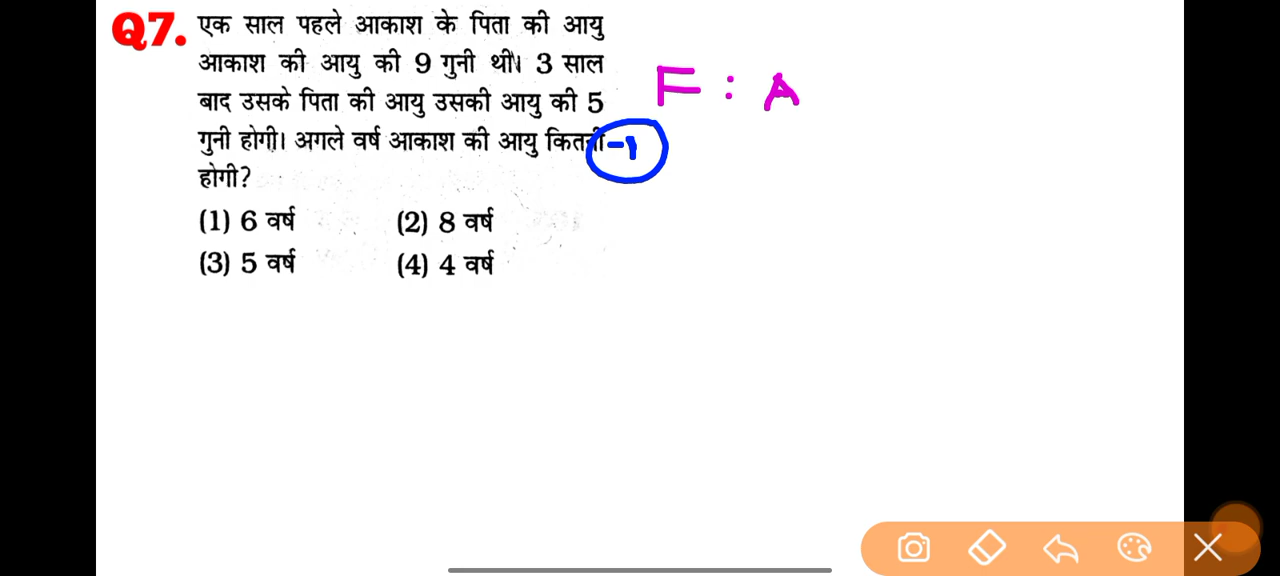 Q7. एक साल पहले आकाश के पिता की आयु
आकाश की आयु की 9 गुनी थी। 3 साल
बाद उसके पिता की आयु उसकी आयु की 5
गुनी होगी। अगले वर्ष आकाश की आयु कितनी
होगी?
(1) 6 वर्ष (2) 8 वर्ष
(3) 5 वर्ष (4) 4 वर्ष
F : A
-1